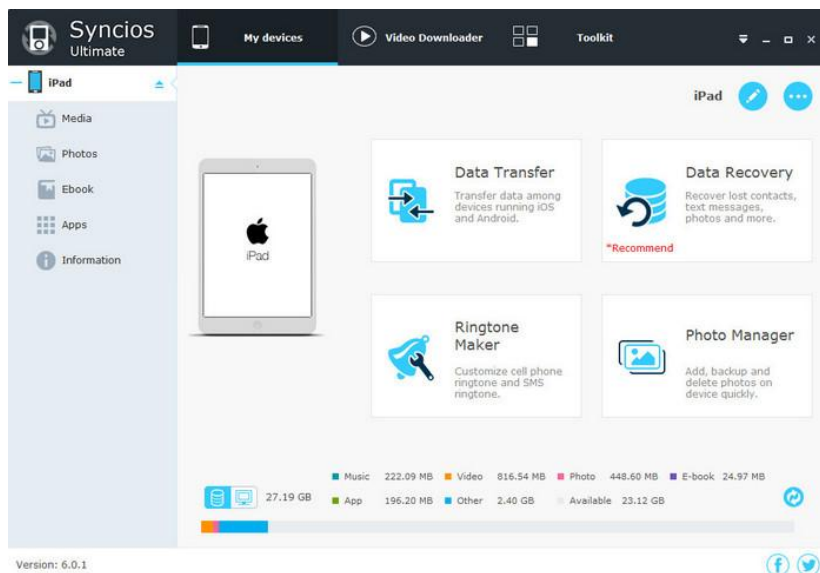 Syncios
Ultimate
My devices
Video Downloader
Toolkit
iPad
Media
Photos
Ebook
Apps
Information
iPad
iPad
Data Transfer
Transfer data among
devices running iOS
and Android.
Data Recovery
Recover lost contacts,
text messages,
photos and more.
*Recommend
Ringtone
Maker
Customize cell phone
ringtone and SMS
ringtone.
Photo Manager
Add, backup and
delete photos on
device quickly.
27.19 GB
Music 222.09 MB Video 816.54 MB Photo 448.60 MB E-book 24.97 MB
App 196.20 MB Other 2.40 GB Available 23.12 GB
Version: 6.0.1